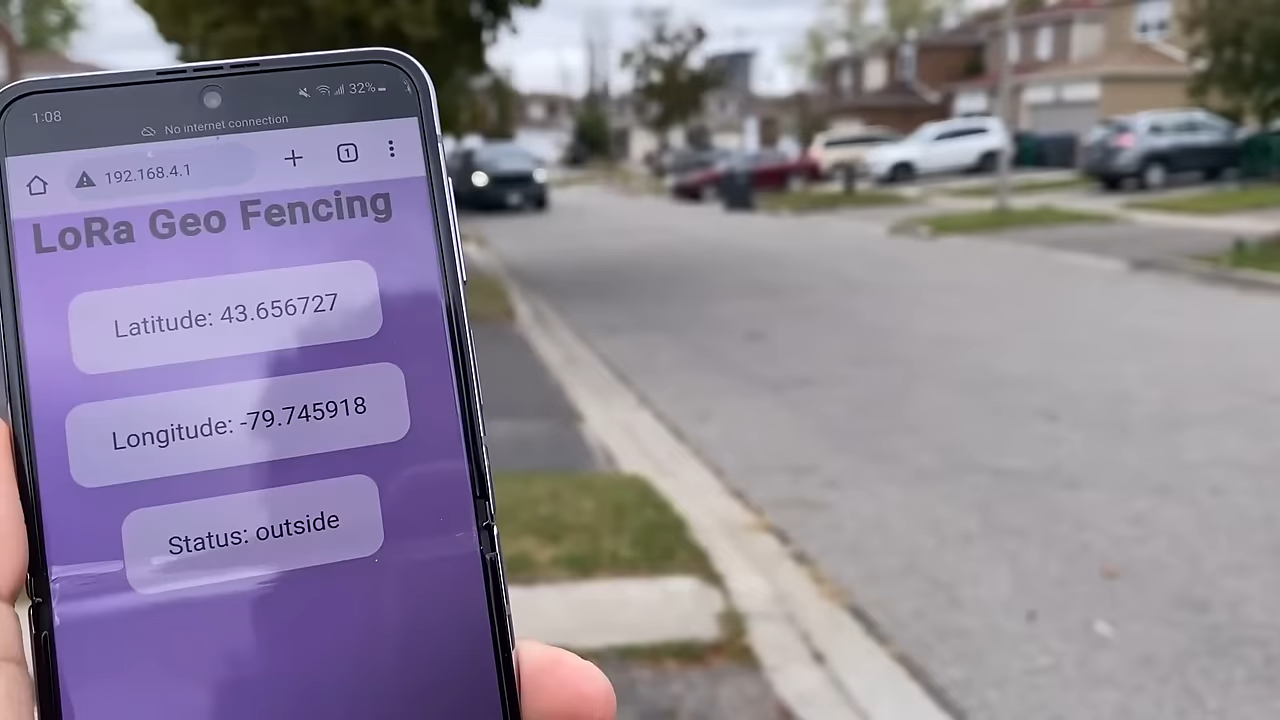 1:08
32%
No internet connection
192.168.4.1
1
LoRa Geo Fencing
Latitude: 43.656727
Longitude: -79.745918
Status: outside